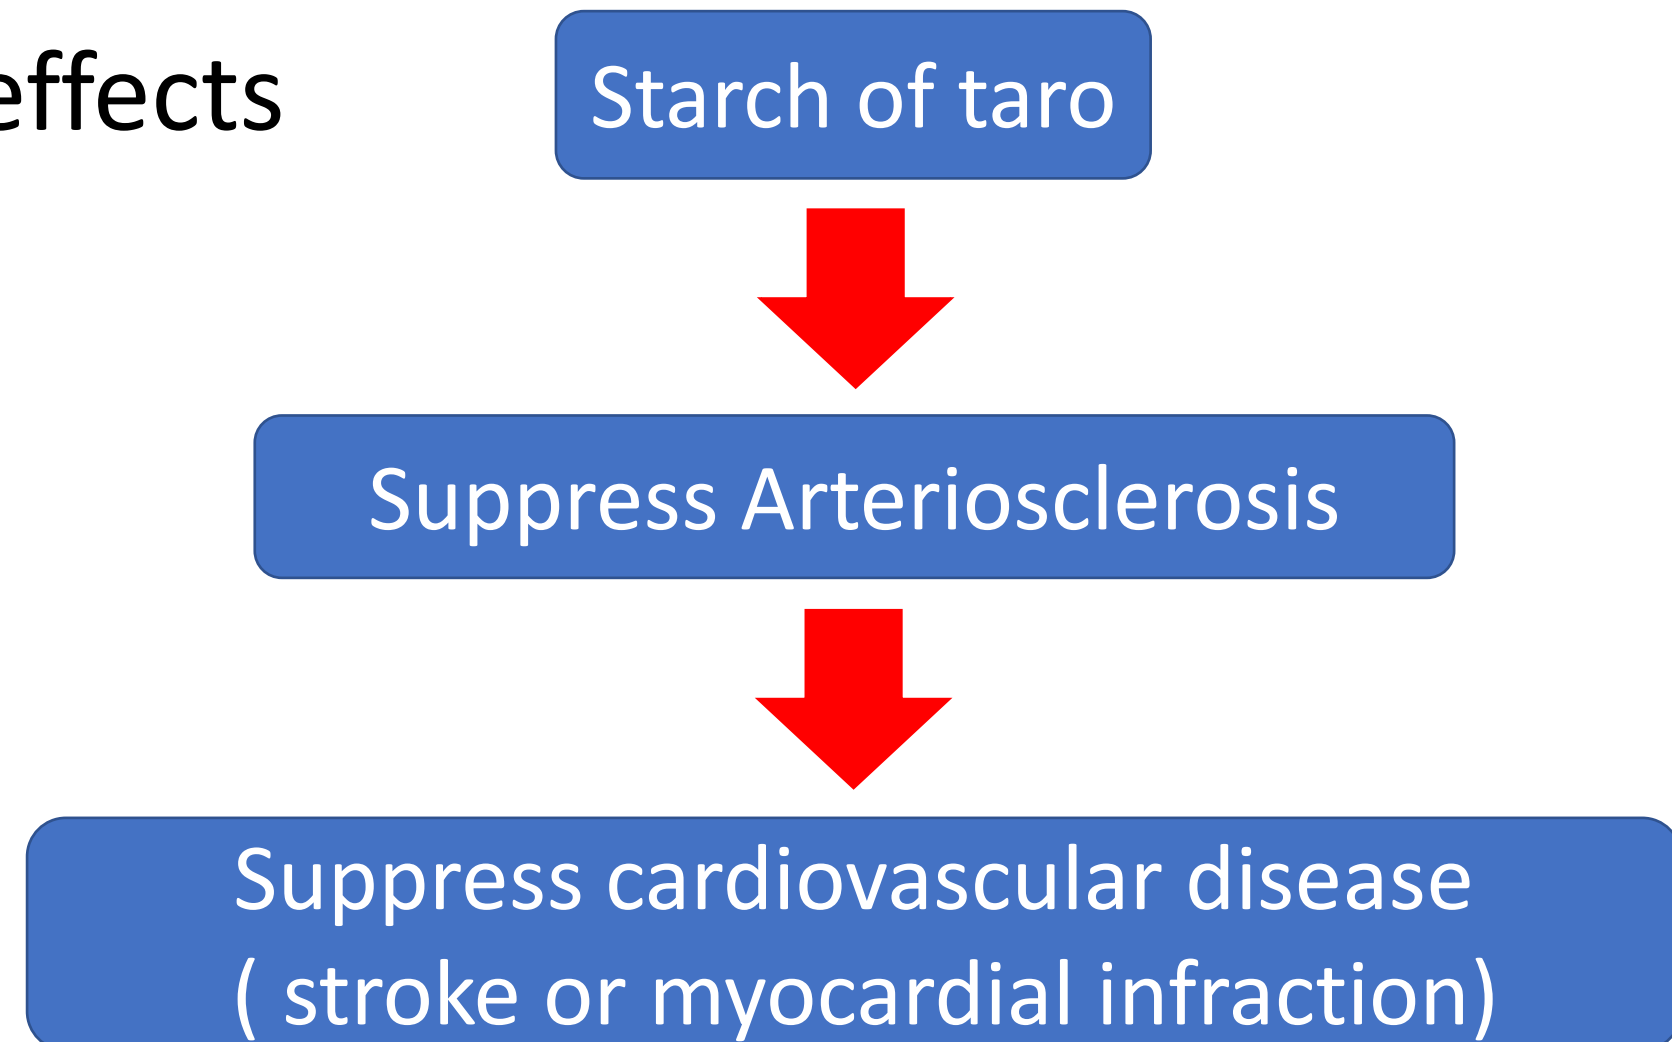 effects
Starch of taro
Suppress Arteriosclerosis
Suppress cardiovascular disease
( stroke or myocardial infraction)